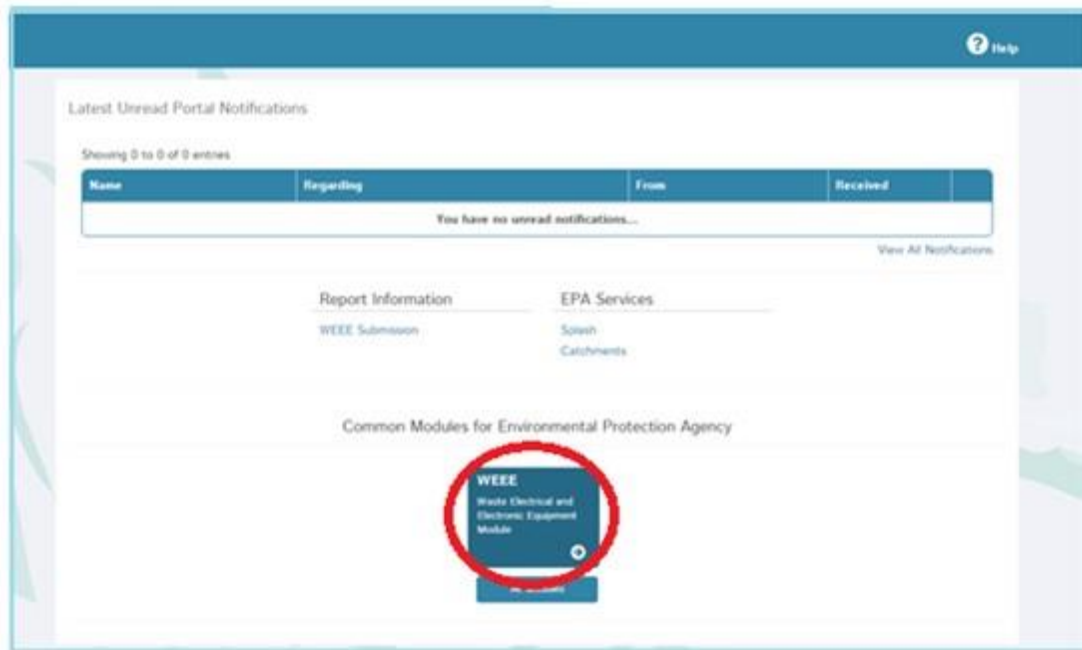 Help
Latest Unread Portal Notifications
Showing 0 to 0 of 0 entries
Name Regarding From Received
You have no unread notifications...
View All Notifications
Report Information EPA Services
WEEE Submission Splash
Catchments
Common Modules for Environmental Protection Agency
WEEE
Waste Electrical and
Electronic Equipment
Module